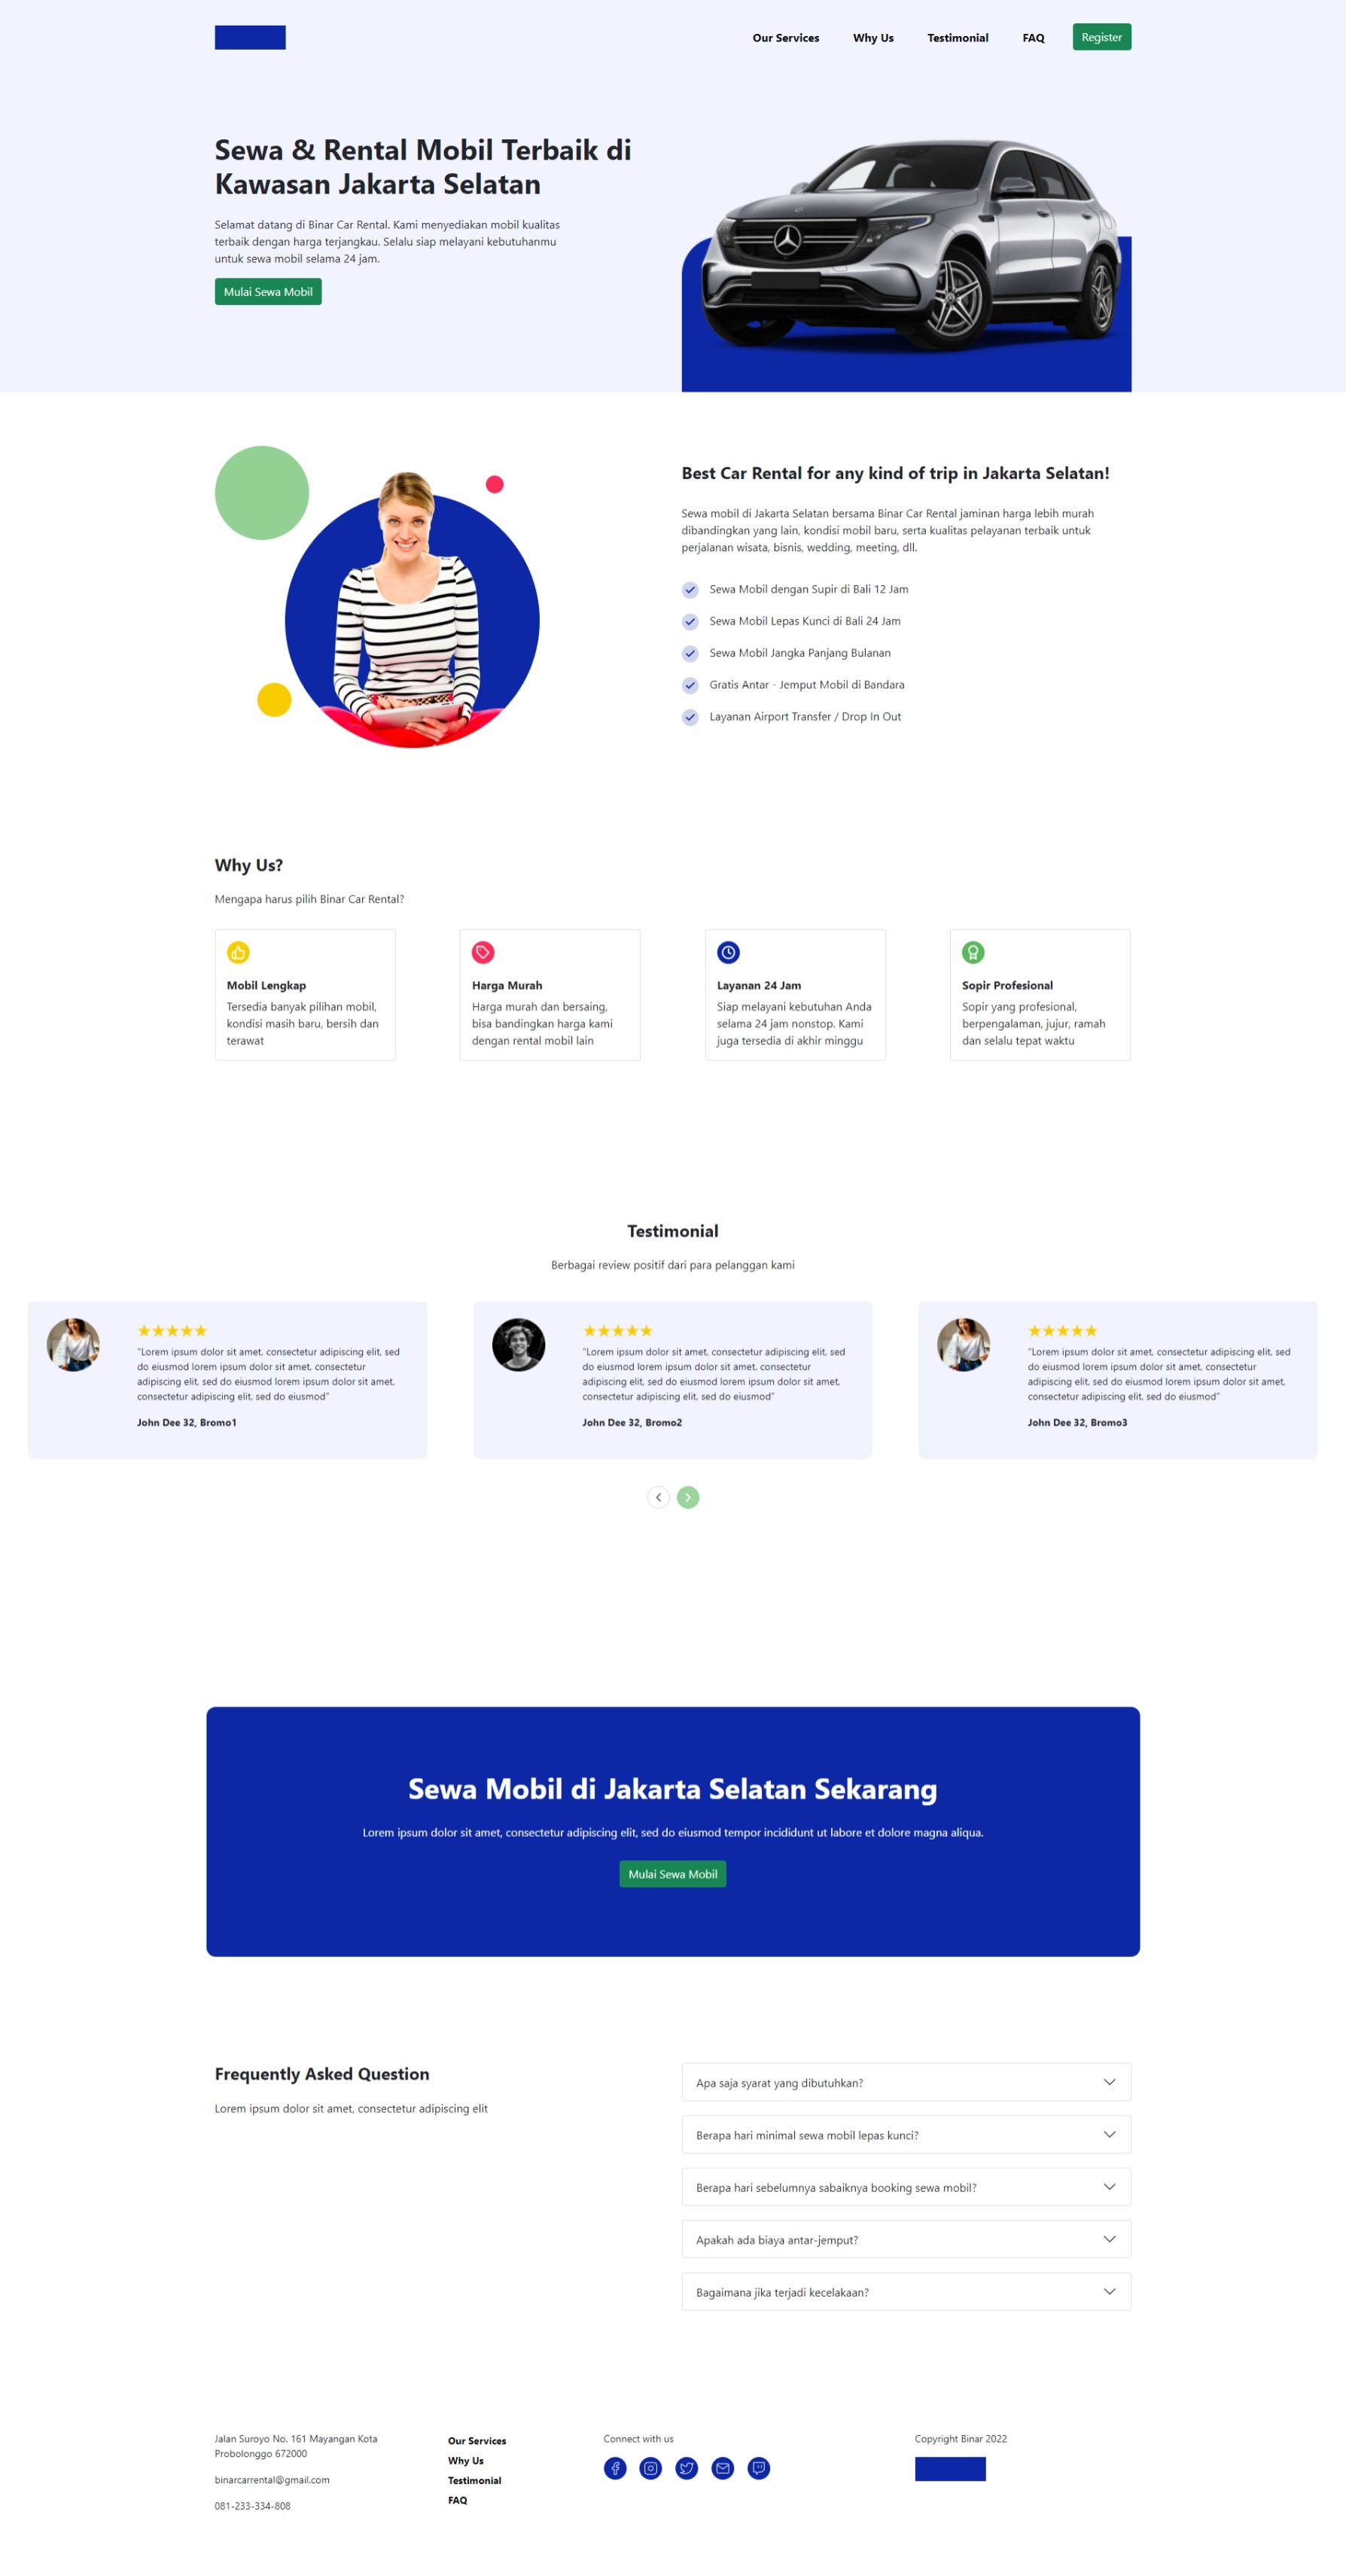 Our Services
Why Us
Testimonial
FAQ
Register
Sewa & Rental Mobil Terbaik di
Kawasan Jakarta Selatan
Selamat datang di Binar Car Rental. Kami menyediakan mobil kualitas
terbaik dengan harga terjangkau. Selalu siap melayani kebutuhanmu
untuk sewa mobil selama 24 jam.
Mulai Sewa Mobil
Best Car Rental for any kind of trip in Jakarta Selatan!
Sewa mobil di Jakarta Selatan bersama Binar Car Rental jaminan harga lebih murah
dibandingkan yang lain, kondisi mobil baru, serta kualitas pelayanan terbaik untuk
perjalanan wisata, bisnis, wedding, meeting, dll.
Sewa Mobil dengan Supir di Bali 12 Jam
Sewa Mobil Lepas Kunci di Bali 24 Jam
Sewa Mobil Jangka Panjang Bulanan
Gratis Antar - Jemput Mobil di Bandara
Layanan Airport Transfer / Drop In Out
Why Us?
Mengapa harus pilih Binar Car Rental?
Mobil Lengkap
Tersedia banyak pilihan mobil,
kondisi masih baru, bersih dan
terawat
Harga Murah
Harga murah dan bersaing,
bisa bandingkan harga kami
dengan rental mobil lain
Layanan 24 Jam
Siap melayani kebutuhan Anda
selama 24 jam nonstop. Kami
juga tersedia di akhir minggu
Sopir Profesional
Sopir yang profesional,
berpengalaman, jujur, ramah
dan selalu tepat waktu
Testimonial
Berbagai review positif dari para pelanggan kami
"Lorem ipsum dolor sit amet, consectetur adipiscing elit, sed
do eiusmod lorem ipsum dolor sit amet, consectetur
adipiscing elit, sed do eiusmod lorem ipsum dolor sit amet,
consectetur adipiscing elit, sed do eiusmod"
John Dee 32, Bromo1
"Lorem ipsum dolor sit amet, consectetur adipiscing elit, sed
do eiusmod lorem ipsum dolor sit amet, consectetur
adipiscing elit, sed do eiusmod lorem ipsum dolor sit amet,
consectetur adipiscing elit, sed do eiusmod"
John Dee 32, Bromo2
"Lorem ipsum dolor sit amet, consectetur adipiscing elit, sed
do eiusmod lorem ipsum dolor sit amet, consectetur
adipiscing elit, sed do eiusmod lorem ipsum dolor sit amet,
consectetur adipiscing elit, sed do eiusmod"
John Dee 32, Bromo3
Sewa Mobil di Jakarta Selatan Sekarang
Lorem ipsum dolor sit amet, consectetur adipiscing elit, sed do eiusmod tempor incididunt ut labore et dolore magna aliqua.
Mulai Sewa Mobil
Frequently Asked Question
Lorem ipsum dolor sit amet, consectetur adipiscing elit
Apa saja syarat yang dibutuhkan?
Berapa hari minimal sewa mobil lepas kunci?
Berapa hari sebelumnya sabaiknya booking sewa mobil?
Apakah ada biaya antar-jemput?
Bagaimana jika terjadi kecelakaan?
Jalan Suroyo No. 161 Mayangan Kota
Probolonggo 672000
binarcarrental@gmail.com
081-233-334-808
Our Services
Why Us
Testimonial
FAQ
Connect with us
Copyright Binar 2022